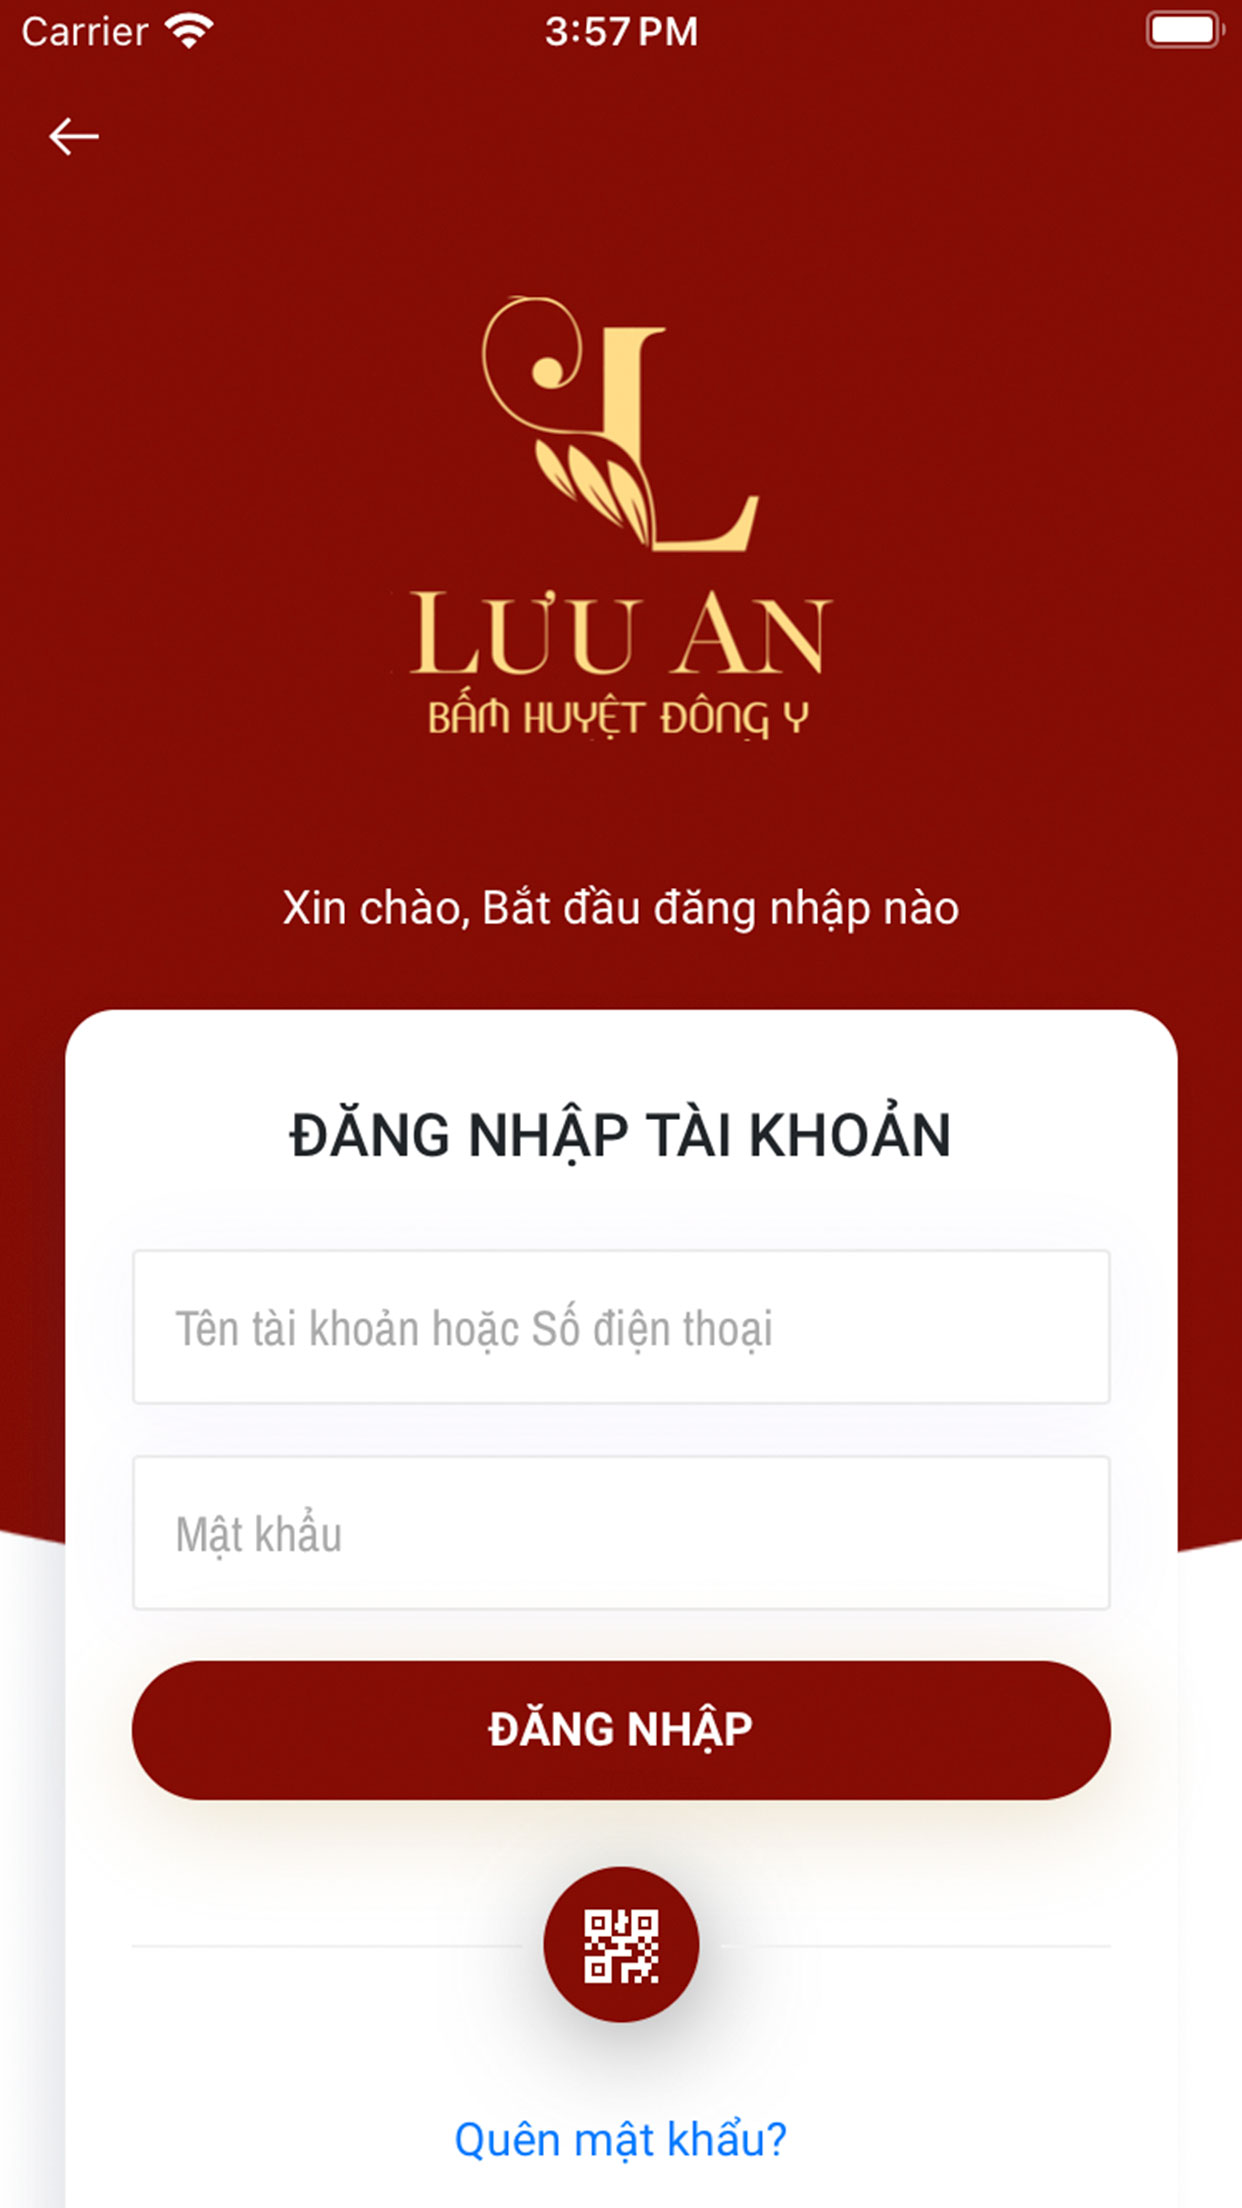 Carrier 3:57 PM
LƯU AN
BẤM HUYỆT ĐÔNG Y
Xin chào, Bắt đầu đăng nhập nào
ĐĂNG NHẬP TÀI KHOẢN
Tên tài khoản hoặc Số điện thoại
Mật khẩu
ĐĂNG NHẬP
Quên mật khẩu?